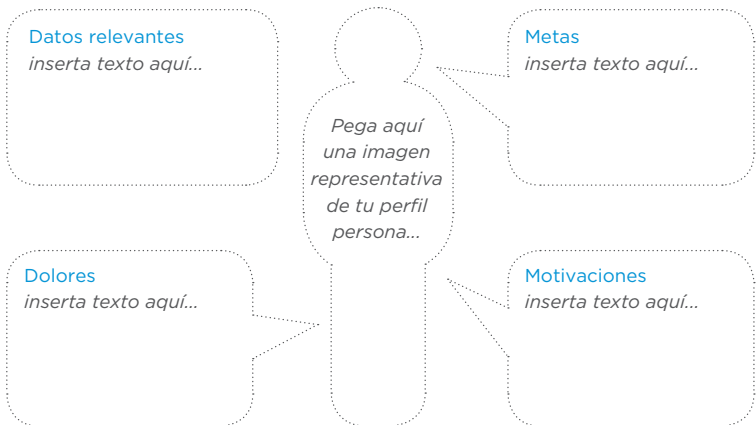 Datos relevantes
inserta texto aquí...
Metas
inserta texto aquí...
Pega aquí
una imagen
representativa
de tu perfil
persona...
Dolores
inserta texto aquí...
Motivaciones
inserta texto aquí...